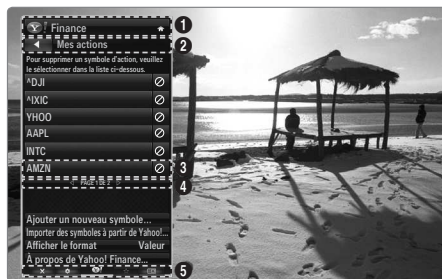 Finance
1
Mes actions
2
Pour supprimer un symbole d'action, veuillez
le sélectionner dans la liste ci-dessous.
^DJI
^IXIC
YHOO
AAPL
INTC
AMZN
3
PAGE 1 DE 2
4
Ajouter un nouveau symbole...
Importer des symboles à partir de Yahoo!...
Afficher le format Valeur
À propos de Yahoo! Finance...
5